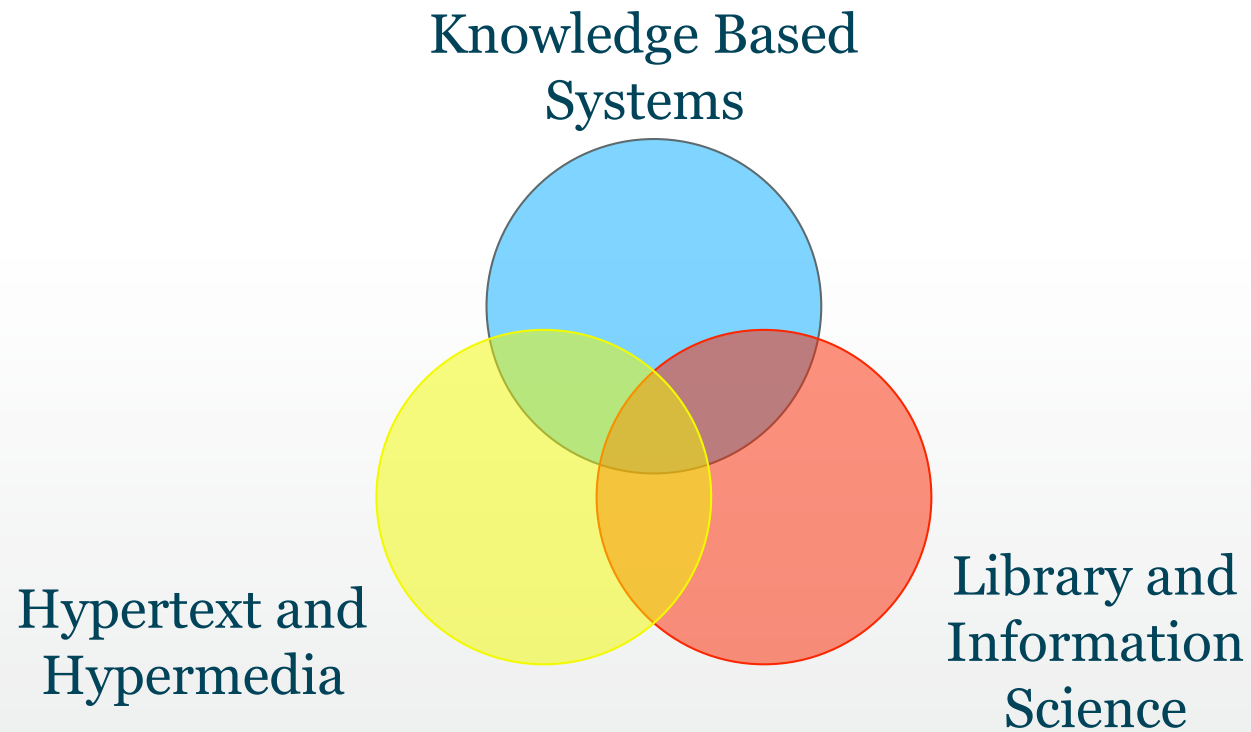 Knowledge Based
Systems
Hypertext and
Hypermedia
Library and
Information
Science